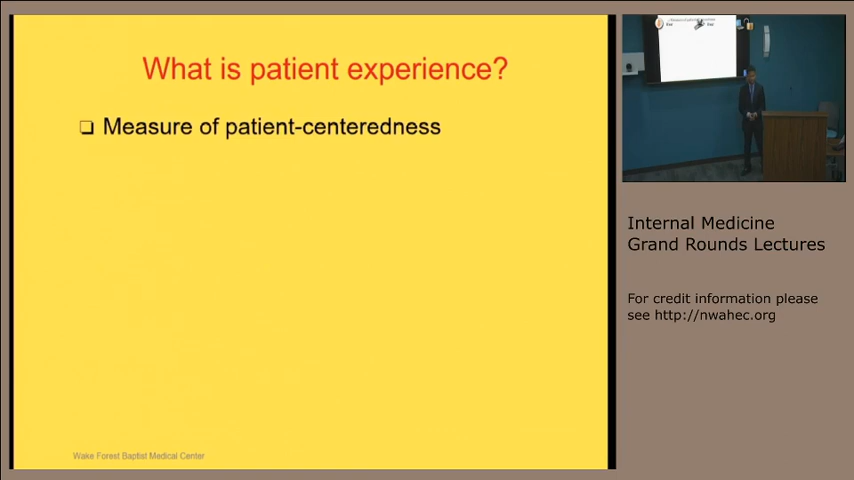 What is patient experience?
Measure of patient-centeredness
Wake Forest Baptist Medical Center
Internal Medicine
Grand Rounds Lectures
For credit information please
see http://nwahec.org